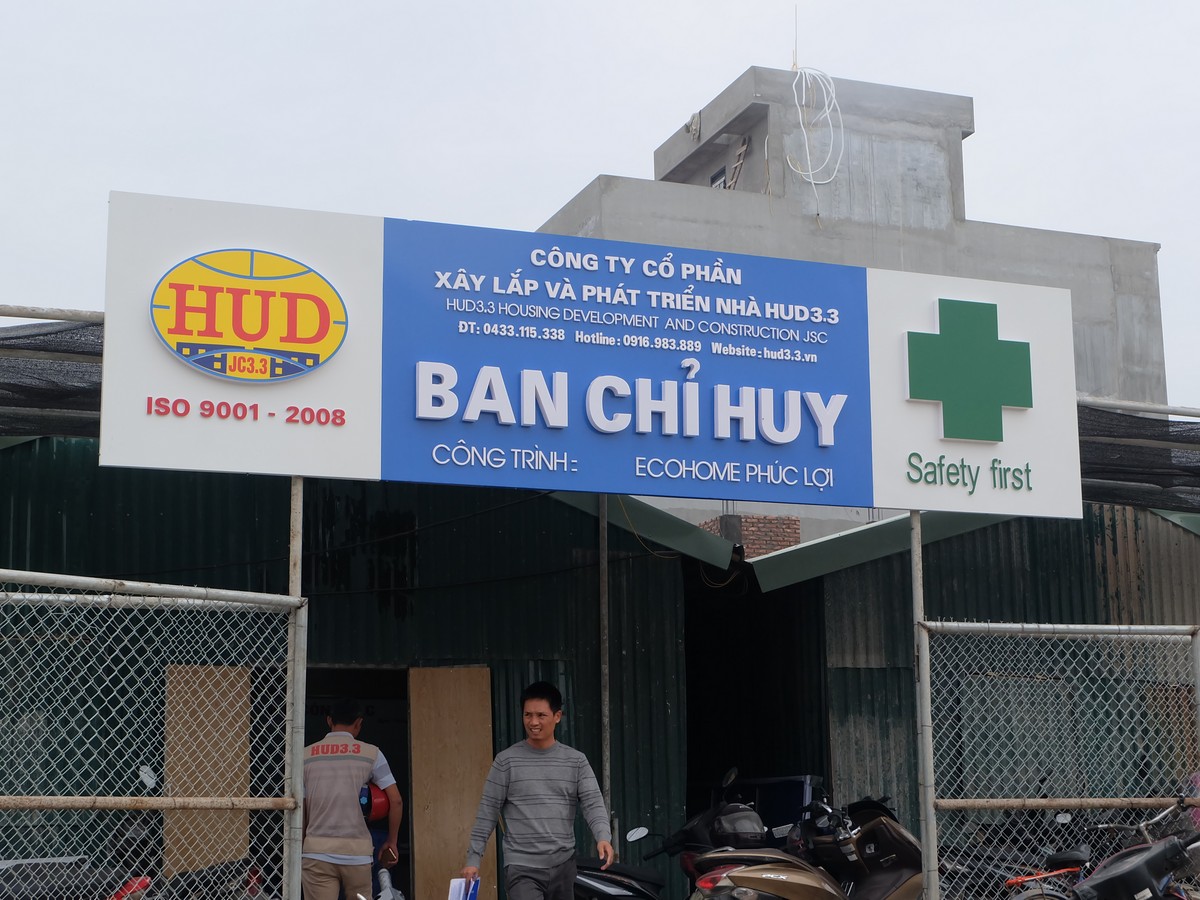 HUD
JC3.3
ISO 9001 - 2008
CÔNG TY CỔ PHẦN
XÂY LẮP VÀ PHÁT TRIỂN NHÀ HUD3.3
HUD3.3 HOUSING DEVELOPMENT AND CONSTRUCTION JSC
ĐT: 0433.115.338 Hotline: 0916.983.889 Website: hud3.3.vn
BAN CHỈ HUY
CÔNG TRÌNH: ECOHOME PHÚC LỢI
Safety first
HUD3.3